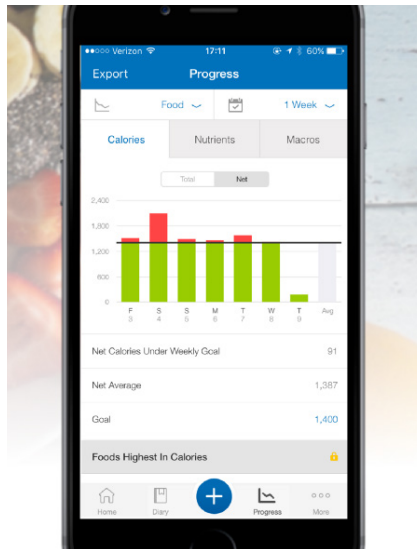 Verizon 17:11 60%
Export Progress
Food 1 Week
Calories Nutrients Macros
Total Net
2,400
1,800
1,200
600
0
F S S M T W T Avg
3 4 5 6 7 8 9
Net Calories Under Weekly Goal 91
Net Average 1,387
Goal 1,400
Foods Highest In Calories
Home Diary Progress More